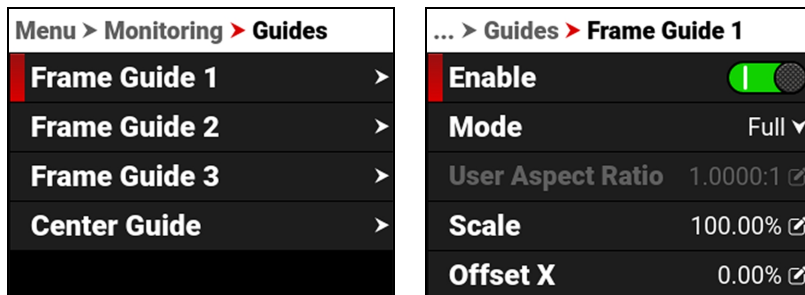 Menu > Monitoring > Guides
Frame Guide 1
Frame Guide 2
Frame Guide 3
Center Guide
... > Guides > Frame Guide 1
Enable
Mode Full
User Aspect Ratio 1.0000:1
Scale 100.00%
Offset X 0.00%